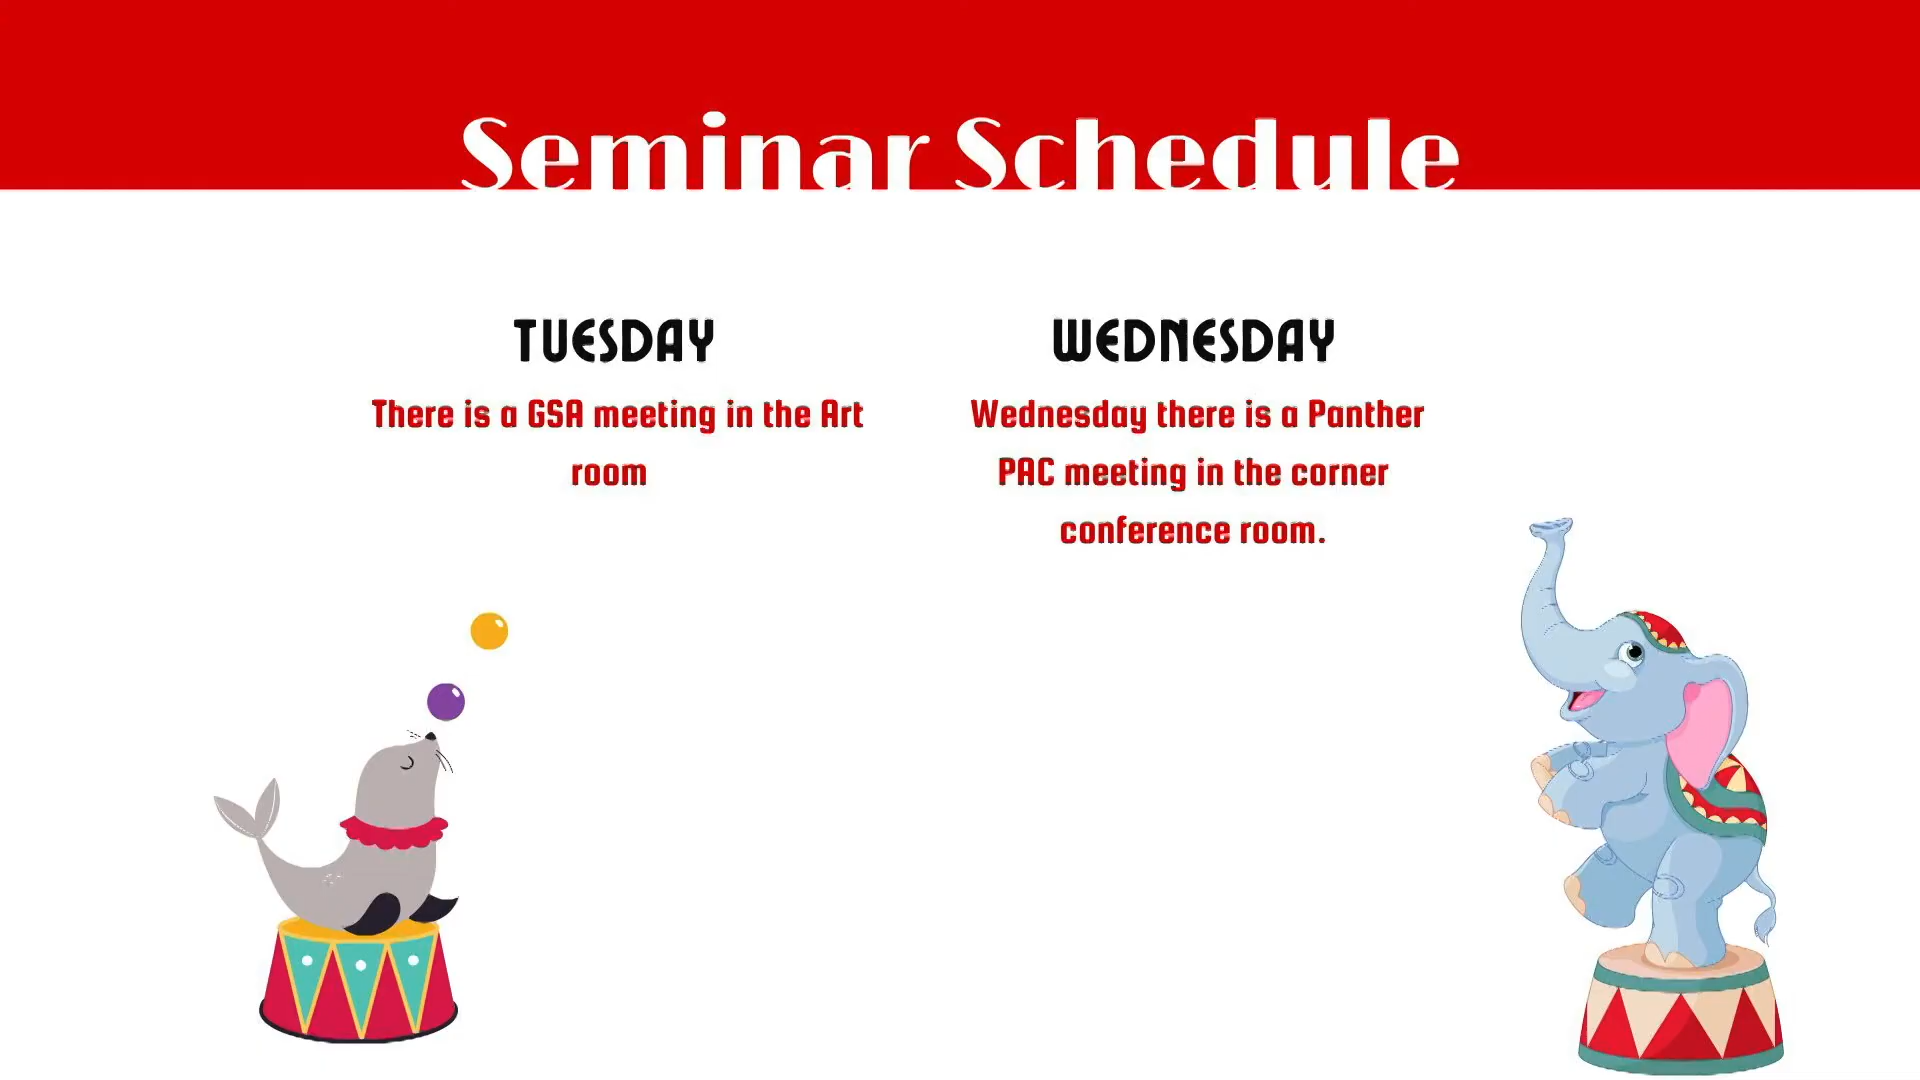 Seminar Schedule
TUESDAY
There is a GSA meeting in the Art
room
WEDNESDAY
Wednesday there is a Panther
PAC meeting in the corner
conference room.